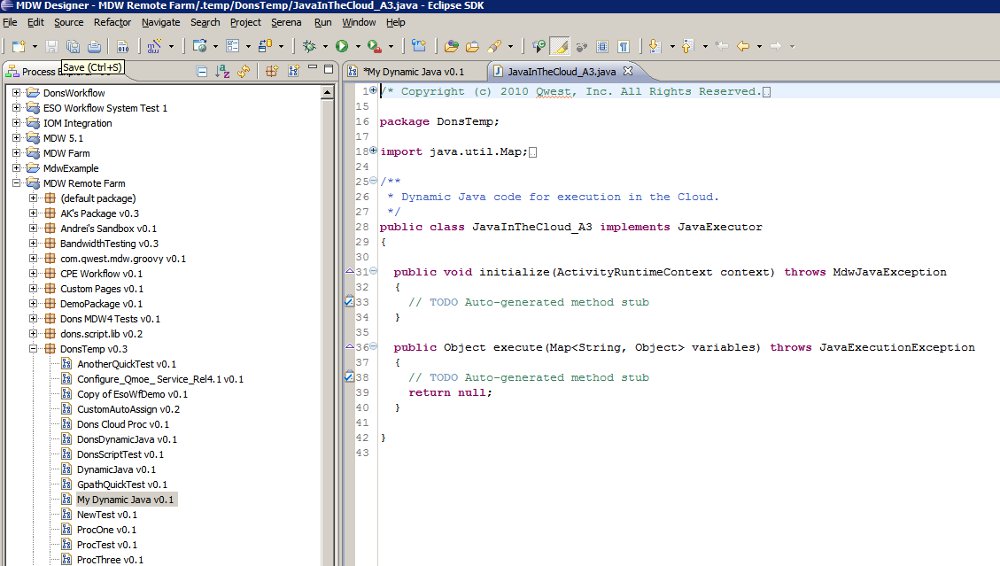 MDW Designer - MDW Remote Farm/.temp/DonsTemp/JavaInTheCloud_A3.java - Eclipse SDK
File Edit Source Refactor Navigate Search Project Serena Run Window Help
Save (Ctrl+S)
Process Explo
*My Dynamic Java v0.1
JavaInTheCloud_A3.java
DonsWorkflow
ESO Workflow System Test 1
IOM Integration
MDW 5.1
MDW Farm
MdwExample
MDW Remote Farm
(default package)
AK's Package v0.3
Andrei's Sandbox v0.1
BandwidthTesting v0.3
com.qwest.mdw.groovy v0.1
CPE Workflow v0.1
Custom Pages v0.1
DemoPackage v0.1
Dons MDW4 Tests v0.1
dons.script.lib v0.2
DonsTemp v0.3
AnotherQuickTest v0.1
Configure_Qmoe_ Service_Rel4.1 v0.1
Copy of EsoWfDemo v0.1
CustomAutoAssign v0.2
Dons Cloud Proc v0.1
DonsDynamicJava v0.1
DonsScriptTest v0.1
DynamicJava v0.1
GpathQuickTest v0.1
My Dynamic Java v0.1
NewTest v0.1
ProcOne v0.1
ProcTest v0.1
ProcThree v0.1
1 /* Copyright (c) 2010 Qwest, Inc. All Rights Reserved.
15
16 package DonsTemp;
17
18 import java.util.Map;
24
25 /**
26 * Dynamic Java code for execution in the Cloud.
27 */
28 public class JavaInTheCloud_A3 implements JavaExecutor
29 {
30
31 public void initialize(ActivityRuntimeContext context) throws MdwJavaException
32 {
33 // TODO Auto-generated method stub
34 }
35
36 public Object execute(Map<String, Object> variables) throws JavaExecutionException
37 {
38 // TODO Auto-generated method stub
39 return null;
40 }
41
42 }
43